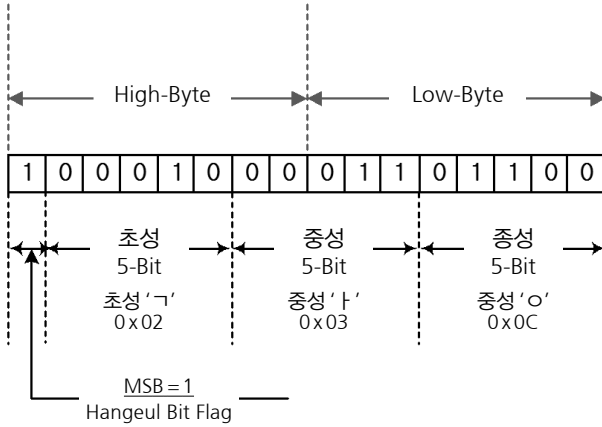 High-Byte Low-Byte
1 0 0 0 1 0 0 0 0 1 1 0 1 1 0 0
초성 중성 종성
5-Bit 5-Bit 5-Bit
초성 ‘ㄱ’ 중성 ‘ㅏ’ 중성 ‘ㅇ’
0x02 0x03 0x0C
MSB = 1
Hangeul Bit Flag